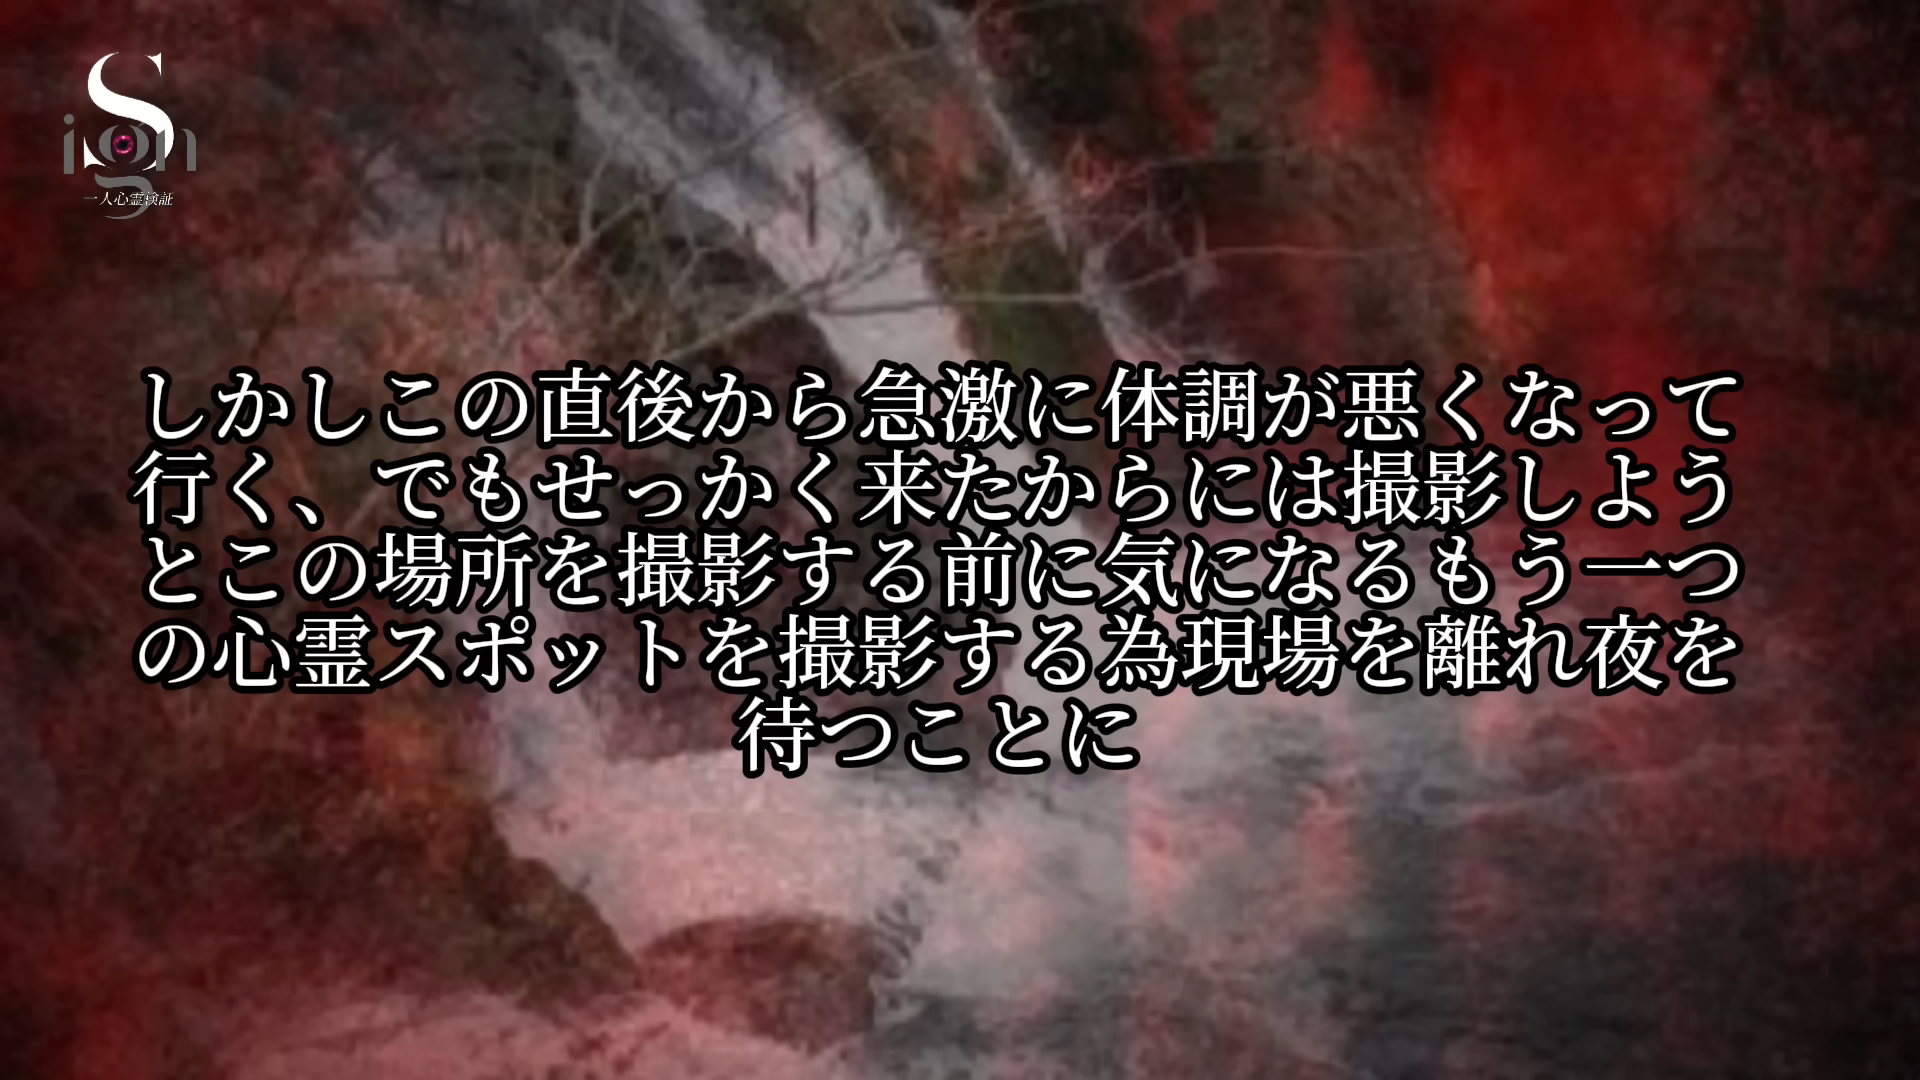 Sign
一人心霊検証
しかしこの直後から急激に体調が悪くなって
行く、でもせっかく来たからには撮影しよう
とこの場所を撮影する前に気になるもう一つ
の心霊スポットを撮影する為現場を離れ夜を
待つことに